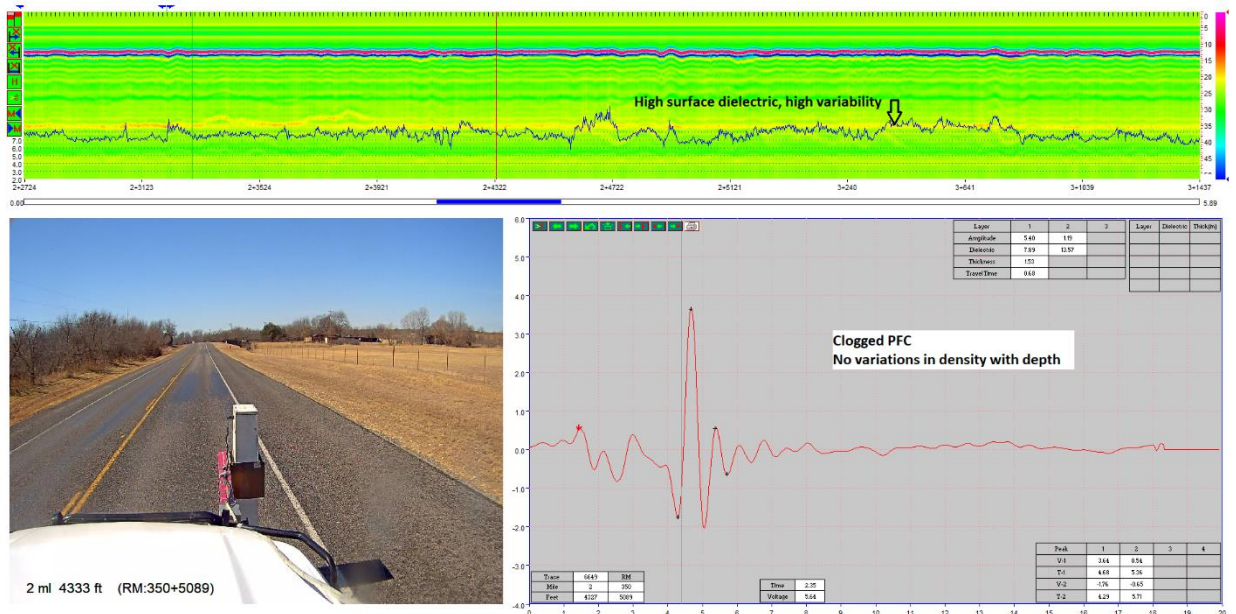 0
5
10
15
20
25
30
35
40
45
High surface dielectric, high variability
7.0
6.0
5.0
4.0
3.0
2.0
2+2724 2+3123 2+3524 2+3921 2+4322 2+4722 2+5121 3+240 3+641 3+1039 3+1437
0.00 5.89
2 ml 4333 ft (RM:350+5089)
6.0
5.0
4.0
3.0
2.0
1.0
0.0
-1.0
-2.0
-3.0
-4.0
Layer 1 2 3
Amplitude 5.40 1.19
Dielectric 7.89 13.57
Thickness 1.53
TravelTime 0.68
Layer Dielectric Thick(in)
Clogged PFC
No variations in density with depth
Trace 6649 RM
Mile 2 350
Feet 4327 5089
Time 2.35
Voltage 5.64
Peak 1 2 3 4
V-1 3.64 0.54
T-1 4.68 5.36
V-2 -1.76 -0.65
T-2 4.29 5.71
0 1 2 3 4 5 6 7 8 9 10 11 12 13 14 15 16 17 18 19 20